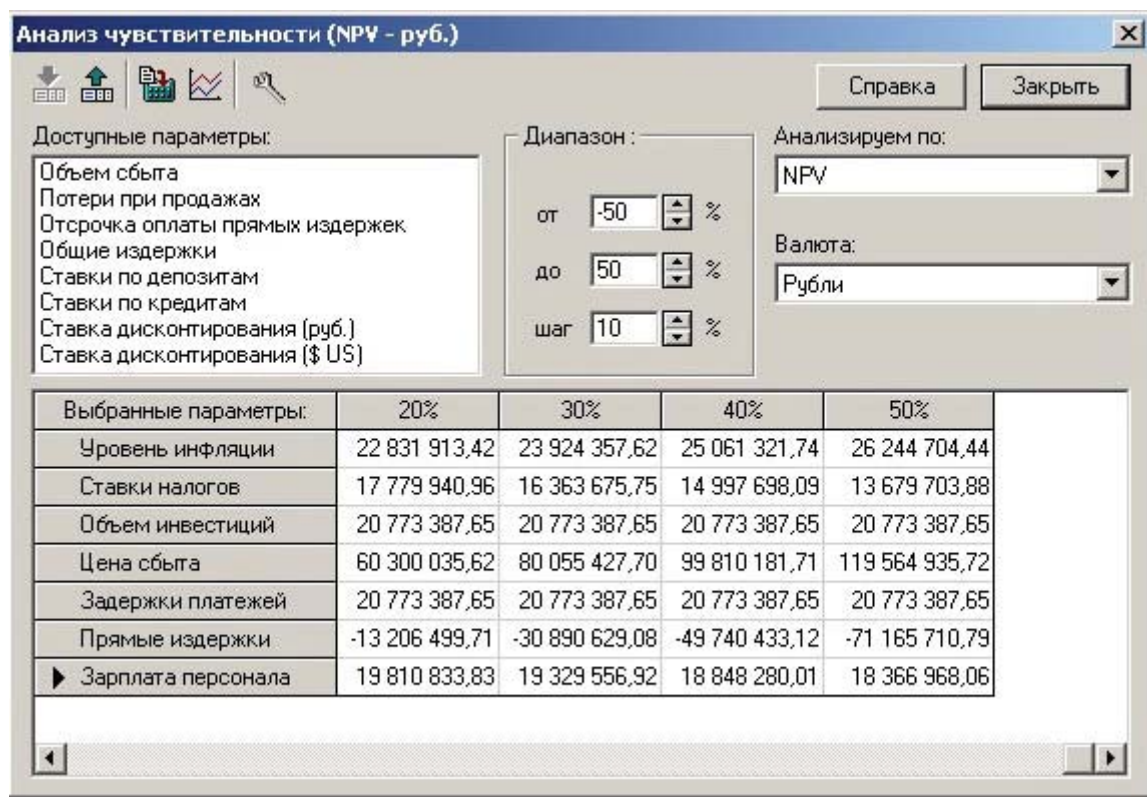 Анализ чувствительности (NPV - руб.)
Справка
Закрыть
Доступные параметры:
Объем сбыта
Потери при продажах
Отсрочка оплаты прямых издержек
Общие издержки
Ставки по депозитам
Ставки по кредитам
Ставка дисконтирования (руб.)
Ставка дисконтирования ($ US)
Диапазон :
от -50 %
до 50 %
шаг 10 %
Анализируем по:
NPV
Валюта:
Рубли
Выбранные параметры: 20% 30% 40% 50%
Уровень инфляции 22 831 913,42 23 924 357,62 25 061 321,74 26 244 704,44
Ставки налогов 17 779 940,96 16 363 675,75 14 997 698,09 13 679 703,88
Объем инвестиций 20 773 387,65 20 773 387,65 20 773 387,65 20 773 387,65
Цена сбыта 60 300 035,62 80 055 427,70 99 810 181,71 119 564 935,72
Задержки платежей 20 773 387,65 20 773 387,65 20 773 387,65 20 773 387,65
Прямые издержки -13 206 499,71 -30 890 629,08 -49 740 433,12 -71 165 710,79
Зарплата персонала 19 810 833,83 19 329 556,92 18 848 280,01 18 366 968,06